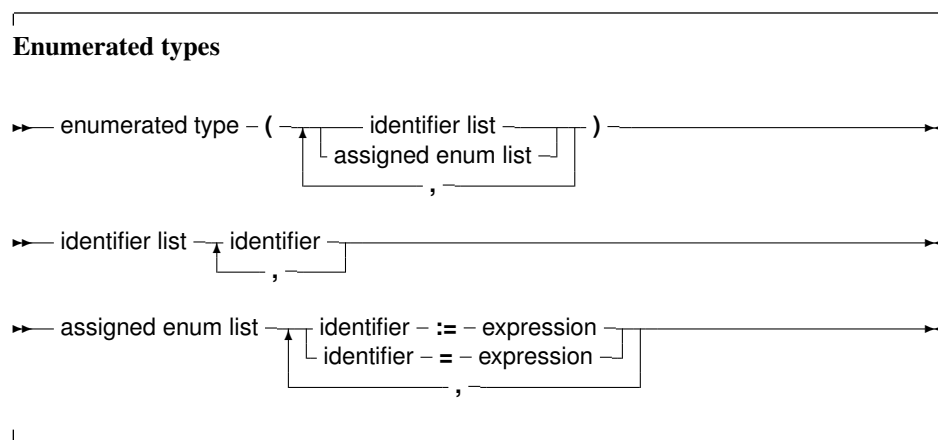 Enumerated types
enumerated type ( identifier list )
assigned enum list
,
identifier list identifier
,
assigned enum list identifier := expression
identifier = expression
,